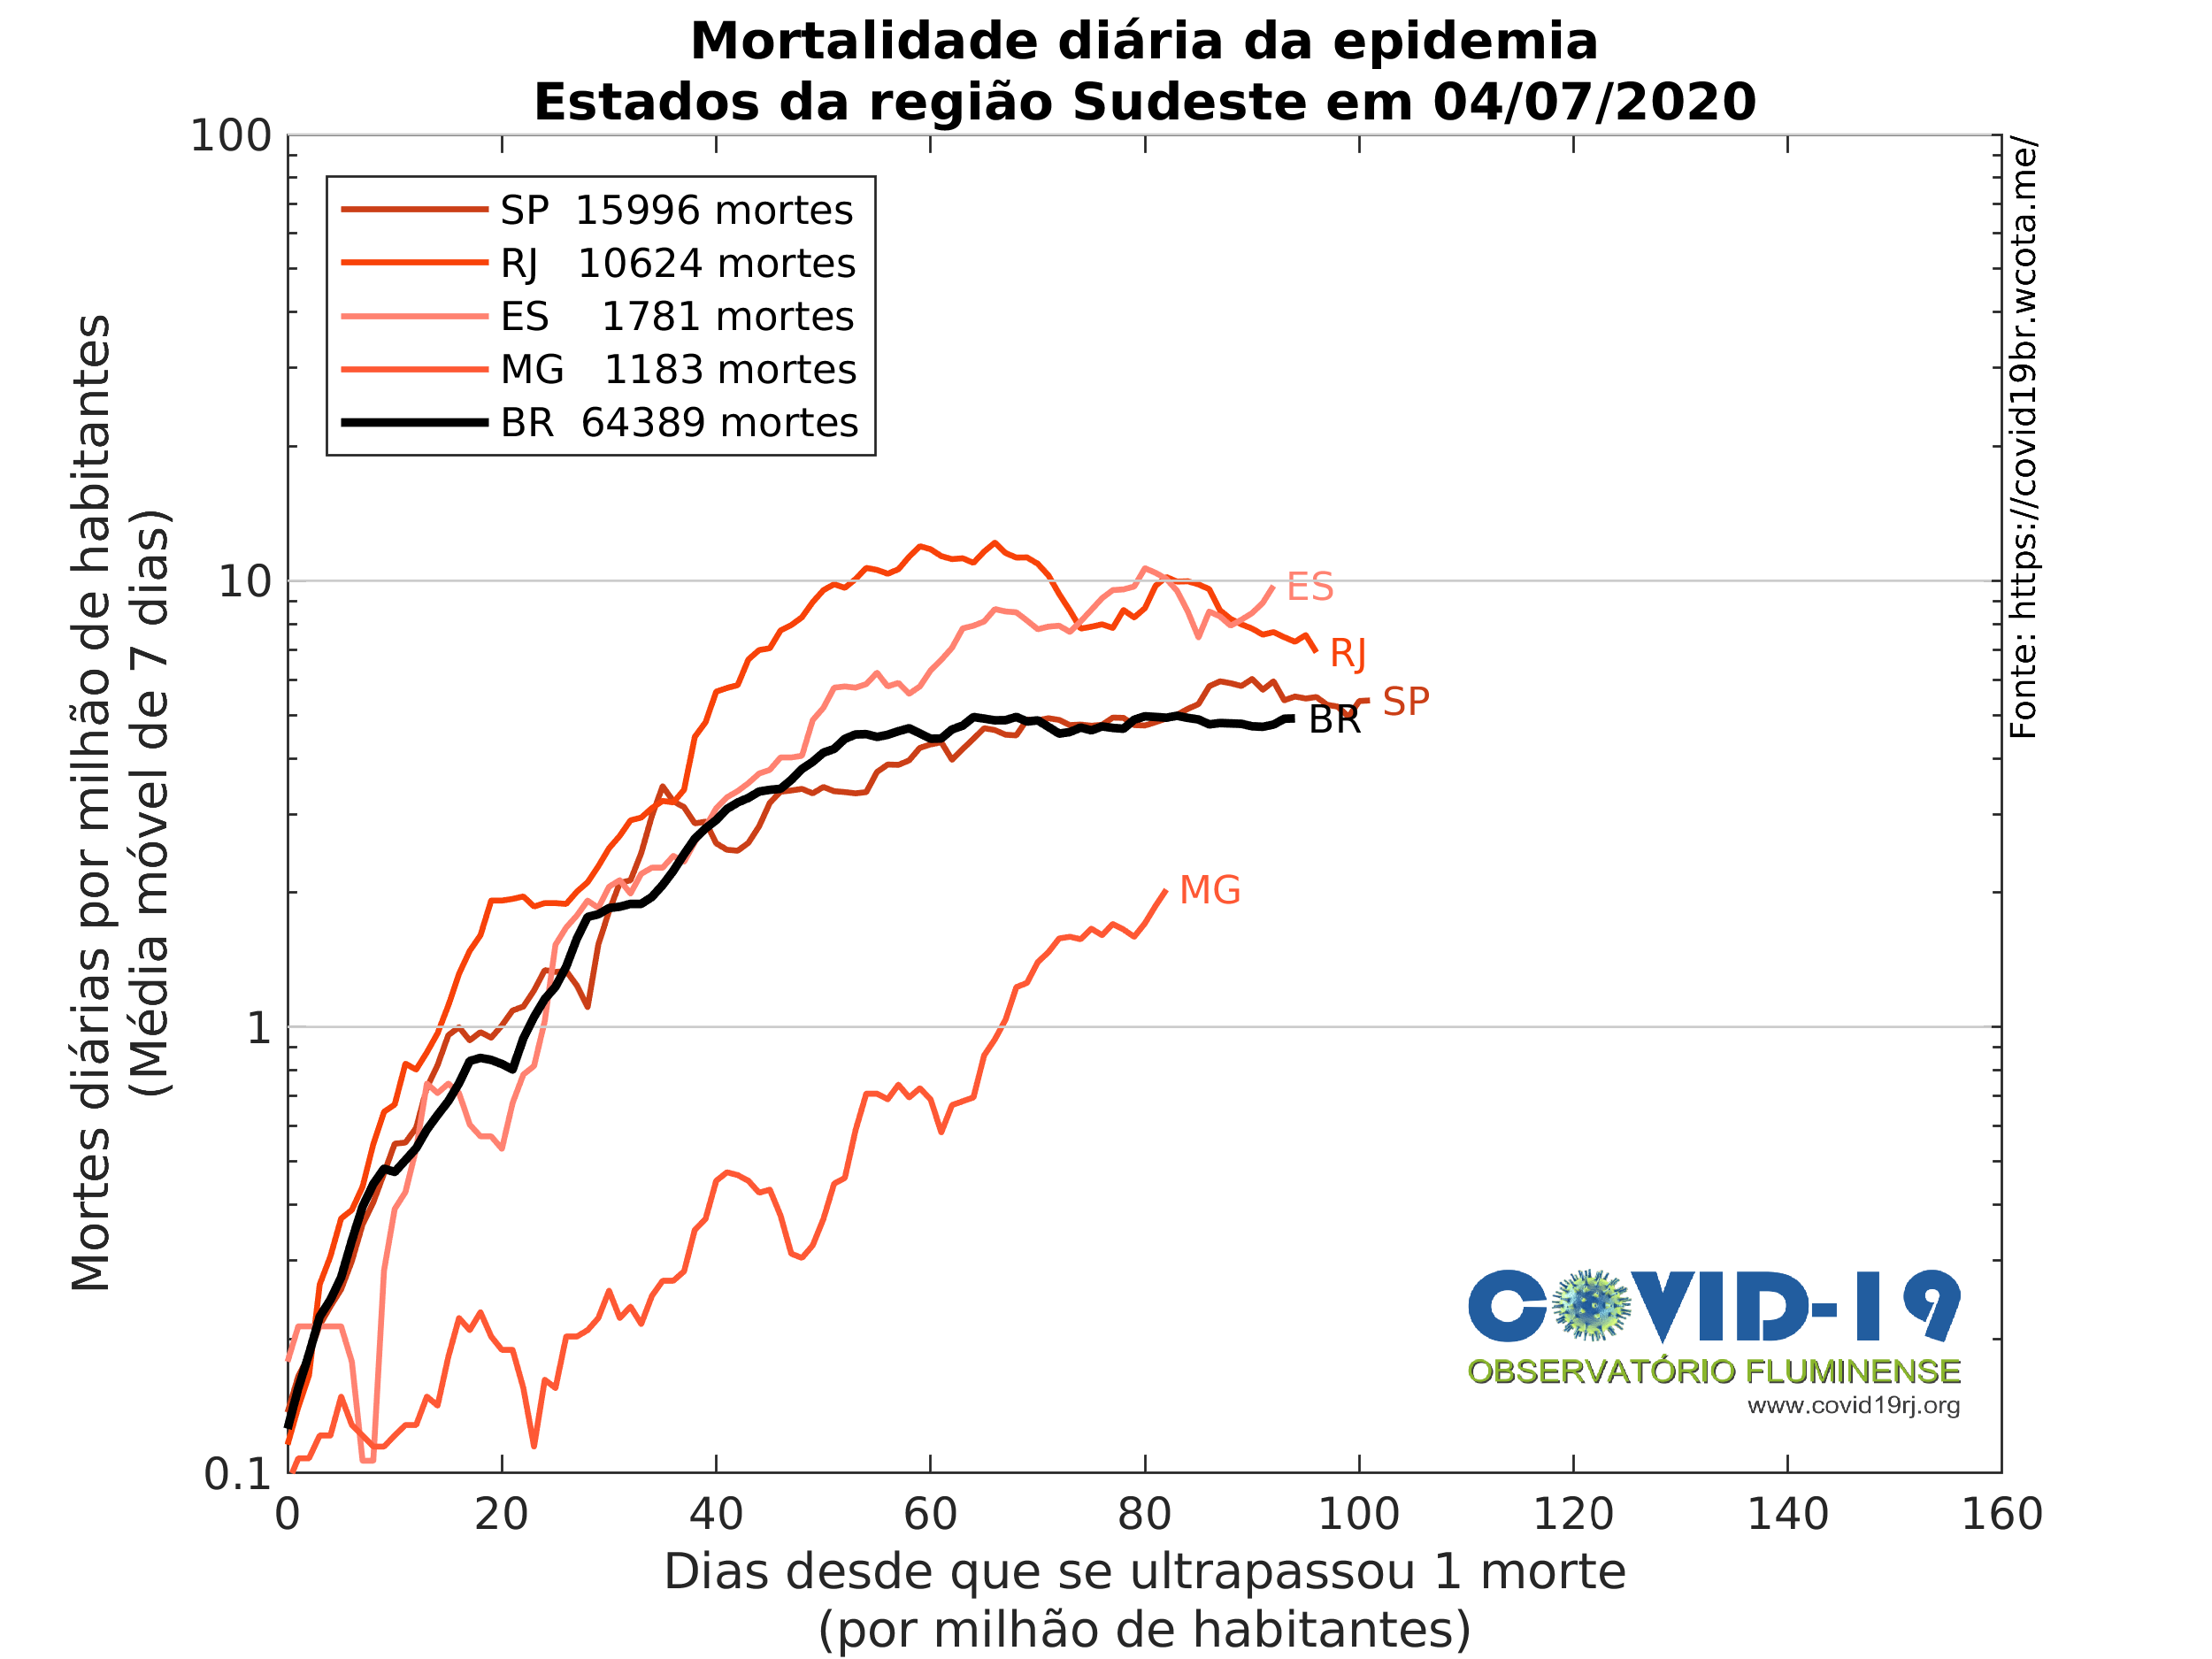 Mortalidade diária da epidemia
Estados da região Sudeste em 04/07/2020
Mortes diárias por milhão de habitantes
(Média móvel de 7 dias)
100
10
1
0.1
SP 15996 mortes
RJ 10624 mortes
ES 1781 mortes
MG 1183 mortes
BR 64389 mortes
ES
RJ
SP
BR
MG
Fonte: https://covid19br.wcota.me/
COVID-19
OBSERVATÓRIO FLUMINENSE
www.covid19rj.org
0 20 40 60 80 100 120 140 160
Dias desde que se ultrapassou 1 morte
(por milhão de habitantes)